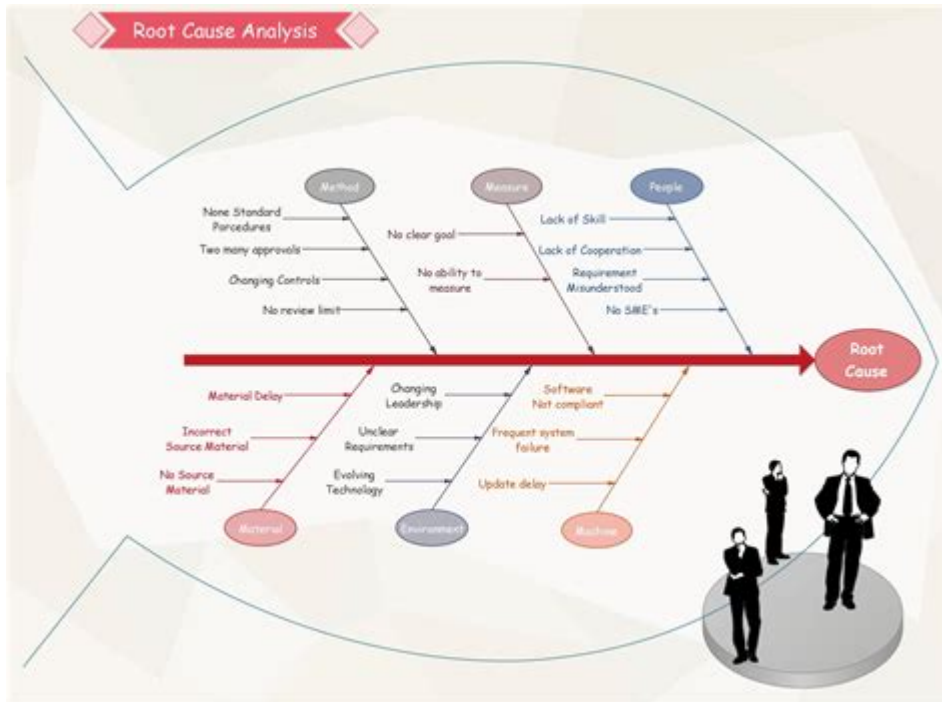 Root Cause Analysis
Method
None Standard
Porcedures
Two many approvals
Changing Controls
No review limit
Measure
No clear goal
No ability to
measure
People
Lack of Skill
Lack of Cooperation
Requirement
Misunderstood
No SME's
Root
Cause
Material Delay
Incorrect
Source Material
No Source
Material
Material
Changing
Leadership
Unclear
Requirements
Evolving
Technology
Environment
Software
Not compliant
Frequent system
failure
Update delay
Machine